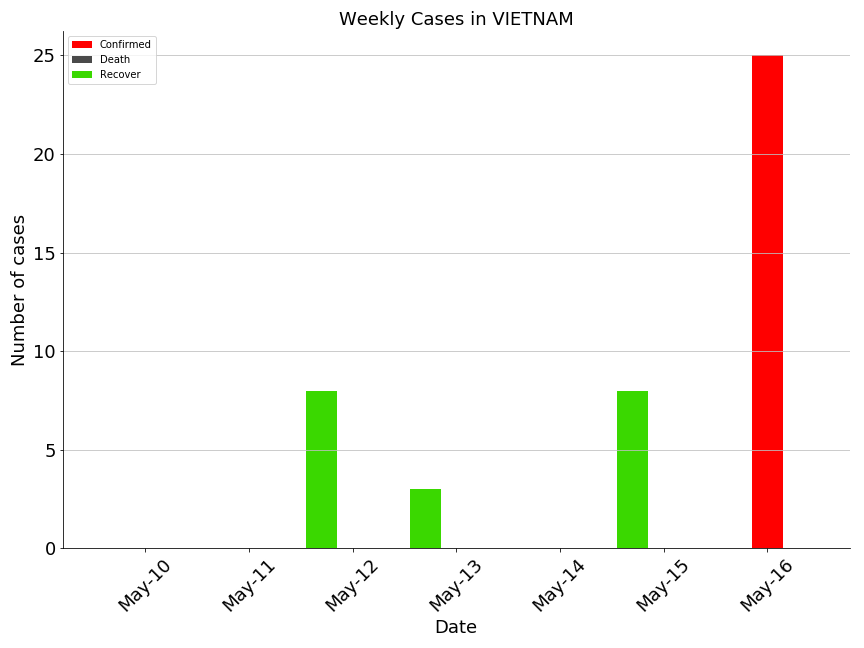 Weekly Cases in VIETNAM
Confirmed
Death
Recover
25
20
15
10
5
0
Number of cases
May-10
May-11
May-12
May-13
May-14
May-15
May-16
Date